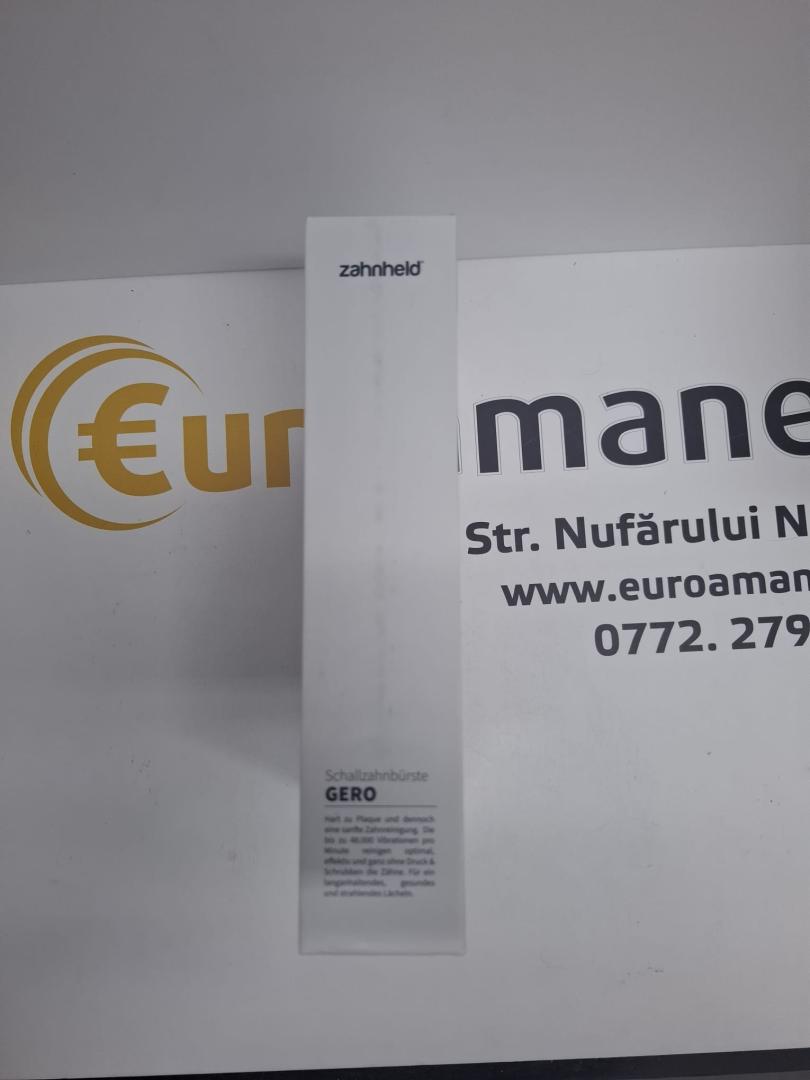 zahnheld
€uro amane
Str. Nufărului N
www.euroaman
0772. 279
Schallzahnbürste
GERO
Hart zu Plaque und dennoch
eine sanfte Zahnreinigung. Die
bis zu 48.000 Vibrationen pro
Minute reinigen optimal,
effektiv und ganz ohne Druck &
Schrubben die Zähne. Für ein
langanhaltendes, gesundes
und strahlendes Lächeln.